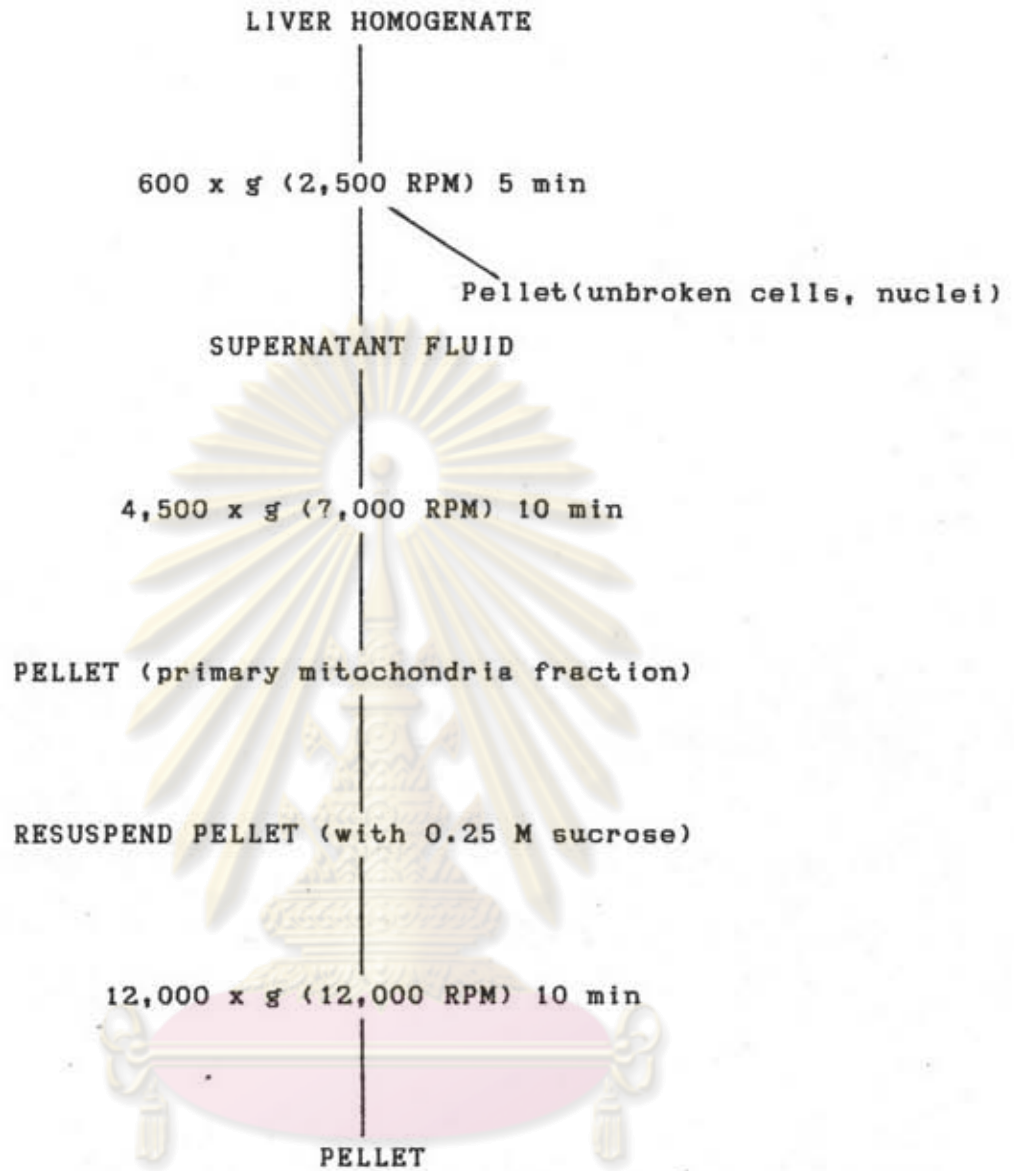 LIVER HOMOGENATE
600 x g (2,500 RPM) 5 min
Pellet(unbroken cells, nuclei)
SUPERNATANT FLUID
4,500 x g (7,000 RPM) 10 min
PELLET (primary mitochondria fraction)
RESUSPEND PELLET (with 0.25 M sucrose)
12,000 x g (12,000 RPM) 10 min
PELLET